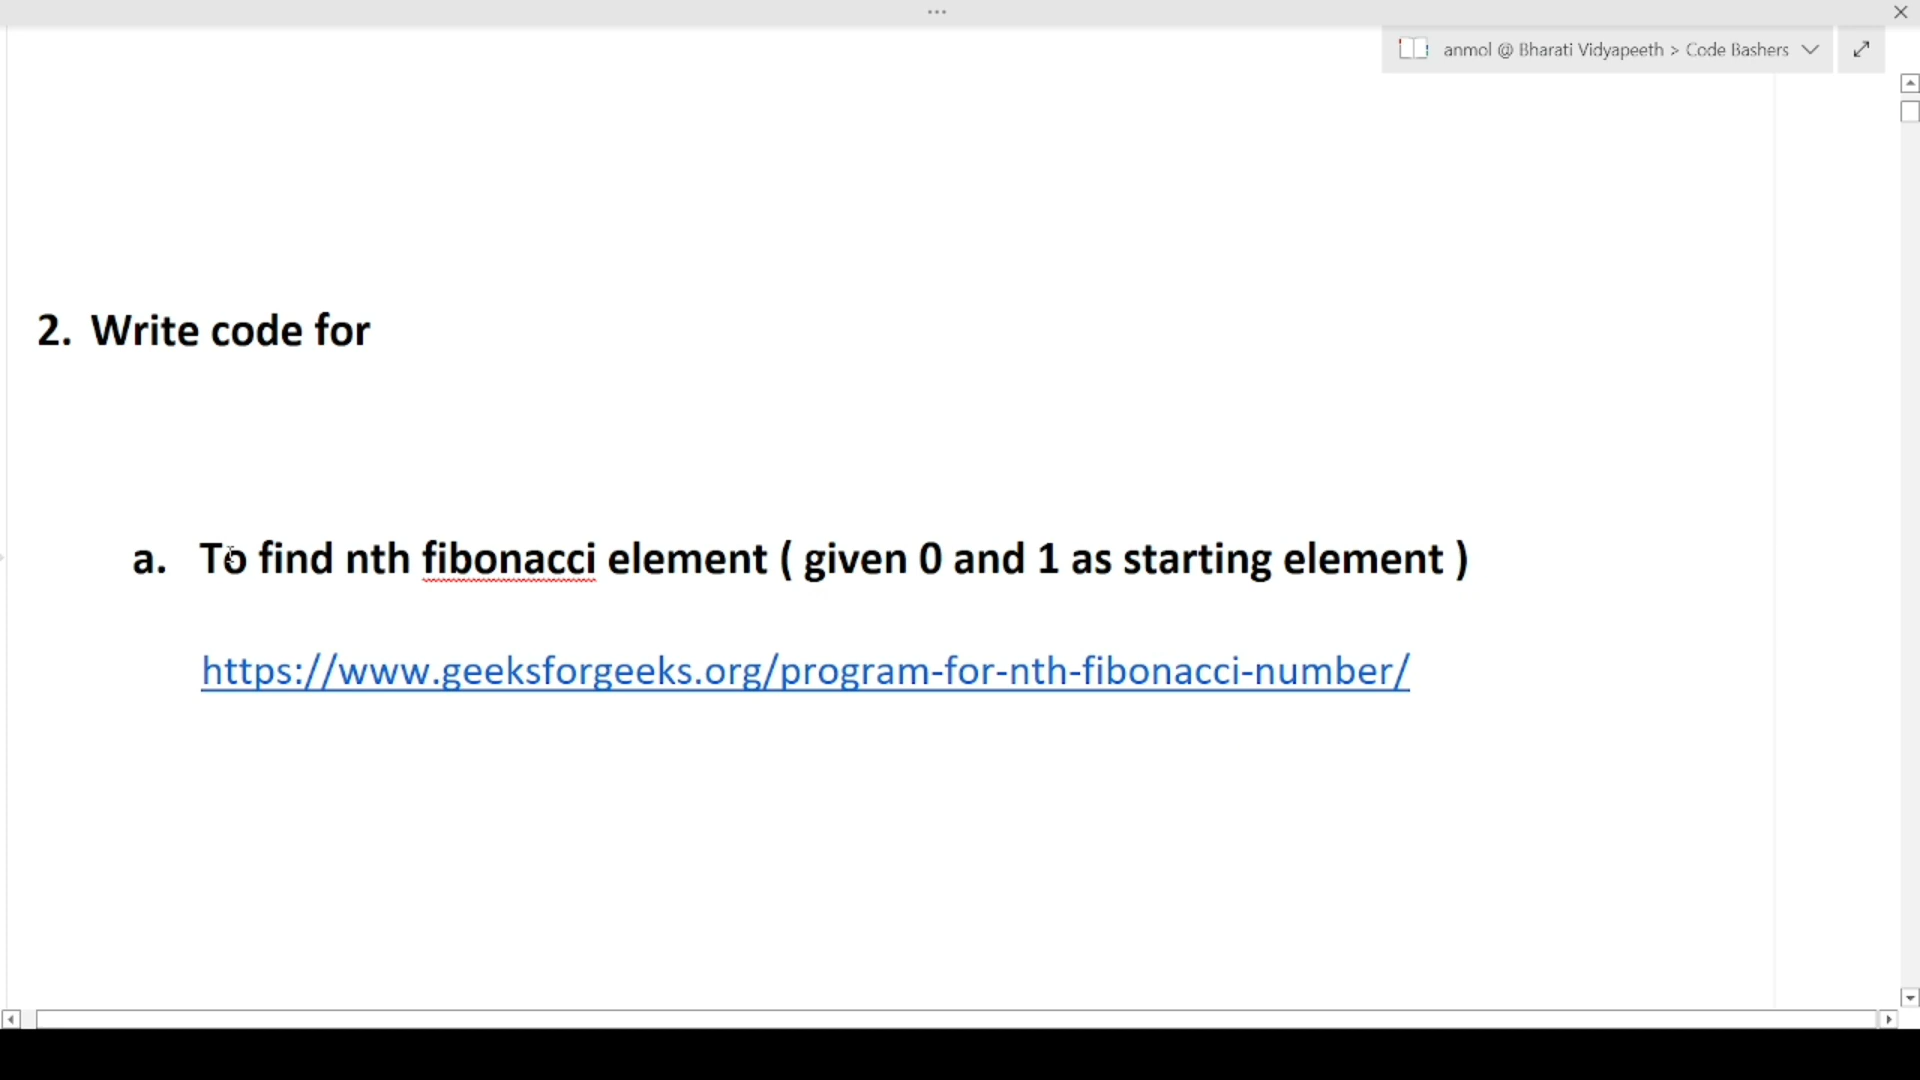 ...
anmol @ Bharati Vidyapeeth > Code Bashers
2. Write code for
a. To find nth fibonacci element ( given 0 and 1 as starting element )
https://www.geeksforgeeks.org/program-for-nth-fibonacci-number/